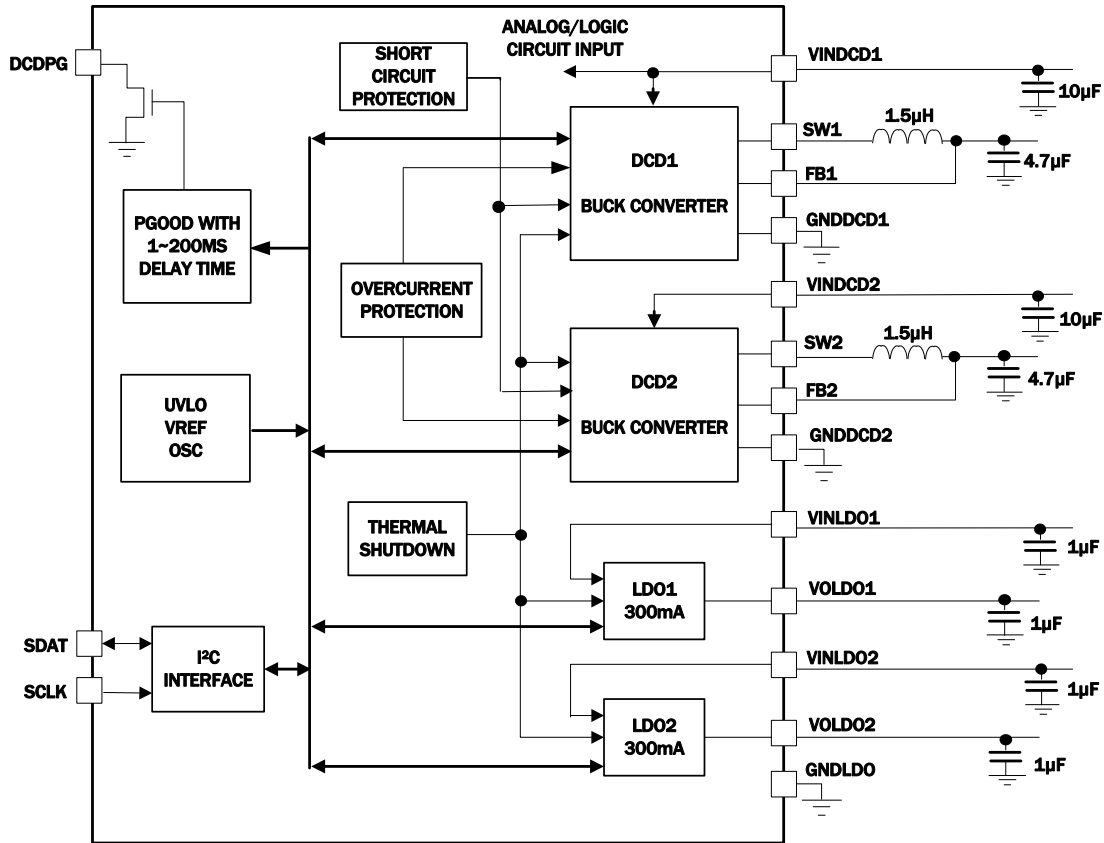 ANALOG/LOGIC
CIRCUIT INPUT
DCDPG
SHORT
CIRCUIT
PROTECTION
VINDCD1
10µF
SW1
1.5µH
4.7µF
DCD1
BUCK CONVERTER
FB1
GNDDCD1
PGOOD WITH
1~200MS
DELAY TIME
OVERCURRENT
PROTECTION
VINDCD2
10µF
SW2
1.5µH
4.7µF
DCD2
BUCK CONVERTER
FB2
GNDDCD2
UVLO
VREF
OSC
THERMAL
SHUTDOWN
VINLDO1
1µF
LDO1
300mA
VOLDO1
1µF
SDAT
SCLK
I²C
INTERFACE
VINLDO2
1µF
LDO2
300mA
VOLDO2
1µF
GNDLDO